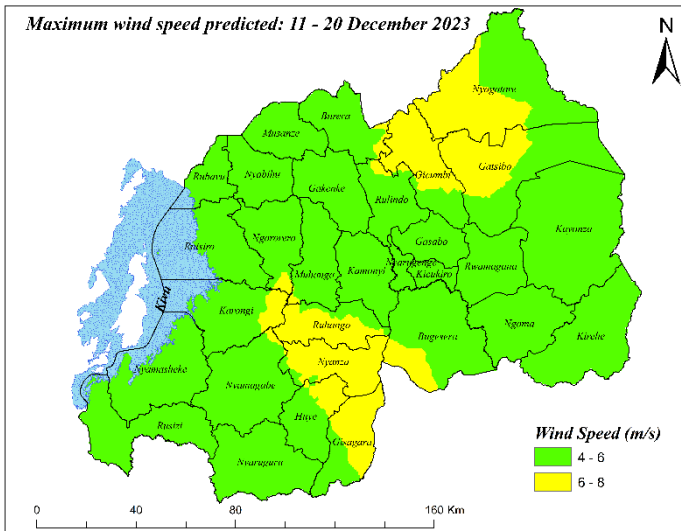 Maximum wind speed predicted: 11 - 20 December 2023
N
Nyagatare
Burera
Musanze
Gatsibo
Gicumbi
Rubavu
Nyabihu
Gakenke
Rulindo
Kayonza
Rutsiro
Ngororero
Gasabo
Nyarugenge
Rwamagana
Muhanga
Kamonyi
Kicukiro
Kivu
Karongi
Ruhango
Bugesera
Ngoma
Kirehe
Nyanza
Nyamasheke
Nyamagabe
Huye
Rusizi
Gisagara
Nyaruguru
Wind Speed (m/s)
4 - 6
6 - 8
0 80 160 Km